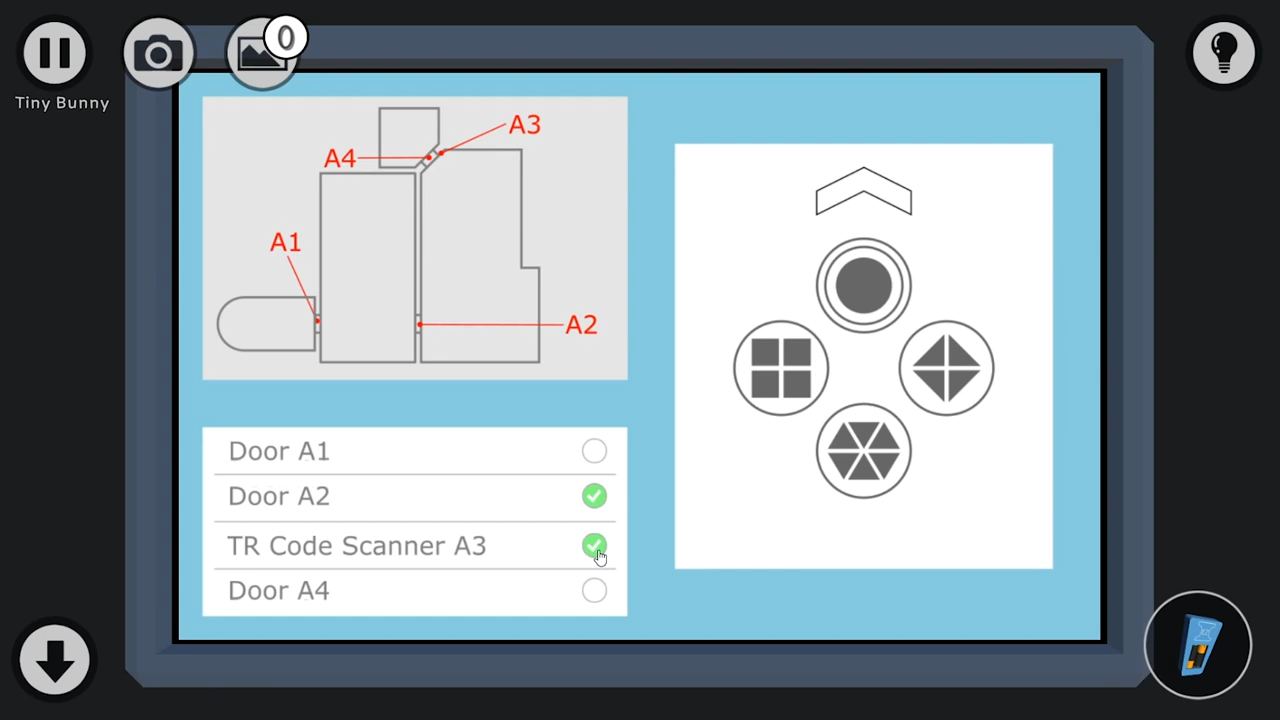 0
Tiny Bunny
A3
A4
A1
A2
Door A1
Door A2
TR Code Scanner A3
Door A4